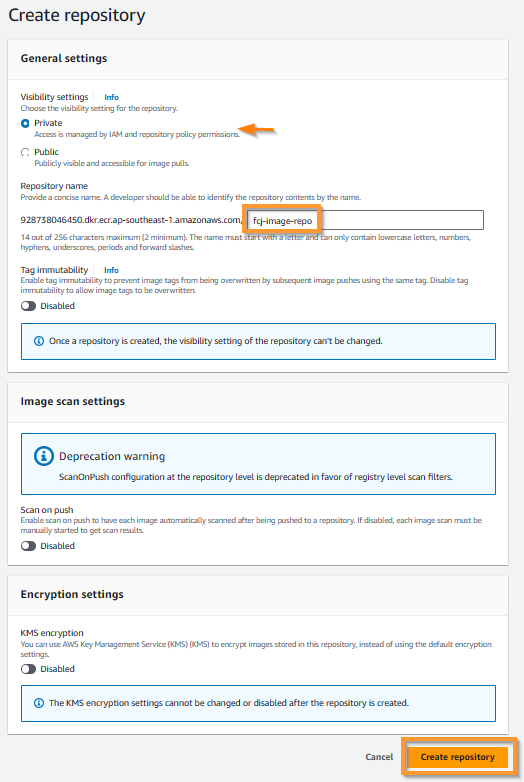 Create repository
General settings
Visibility settings Info
Choose the visibility setting for the repository.
Private
Access is managed by IAM and repository policy permissions.
Public
Publicly visible and accessible for image pulls.
Repository name
Provide a concise name. A developer should be able to identify the repository contents by the name.
928738046450.dkr.ecr.ap-southeast-1.amazonaws.com/ fcj-image-repo
14 out of 256 characters maximum (2 minimum). The name must start with a letter and can only contain lowercase letters, numbers,
hyphens, underscores, periods and forward slashes.
Tag immutability Info
Enable tag immutability to prevent image tags from being overwritten by subsequent image pushes using the same tag. Disable tag
immutability to allow image tags to be overwritten.
Disabled
Once a repository is created, the visibility setting of the repository can't be changed.
Image scan settings
Deprecation warning
ScanOnPush configuration at the repository level is deprecated in favor of registry level scan filters.
Scan on push
Enable scan on push to have each image automatically scanned after being pushed to a repository. If disabled, each image scan must be
manually started to get scan results.
Disabled
Encryption settings
KMS encryption
You can use AWS Key Management Service (KMS) (KMS) to encrypt images stored in this repository, instead of using the default encryption
settings.
Disabled
The KMS encryption settings cannot be changed or disabled after the repository is created.
Cancel Create repository